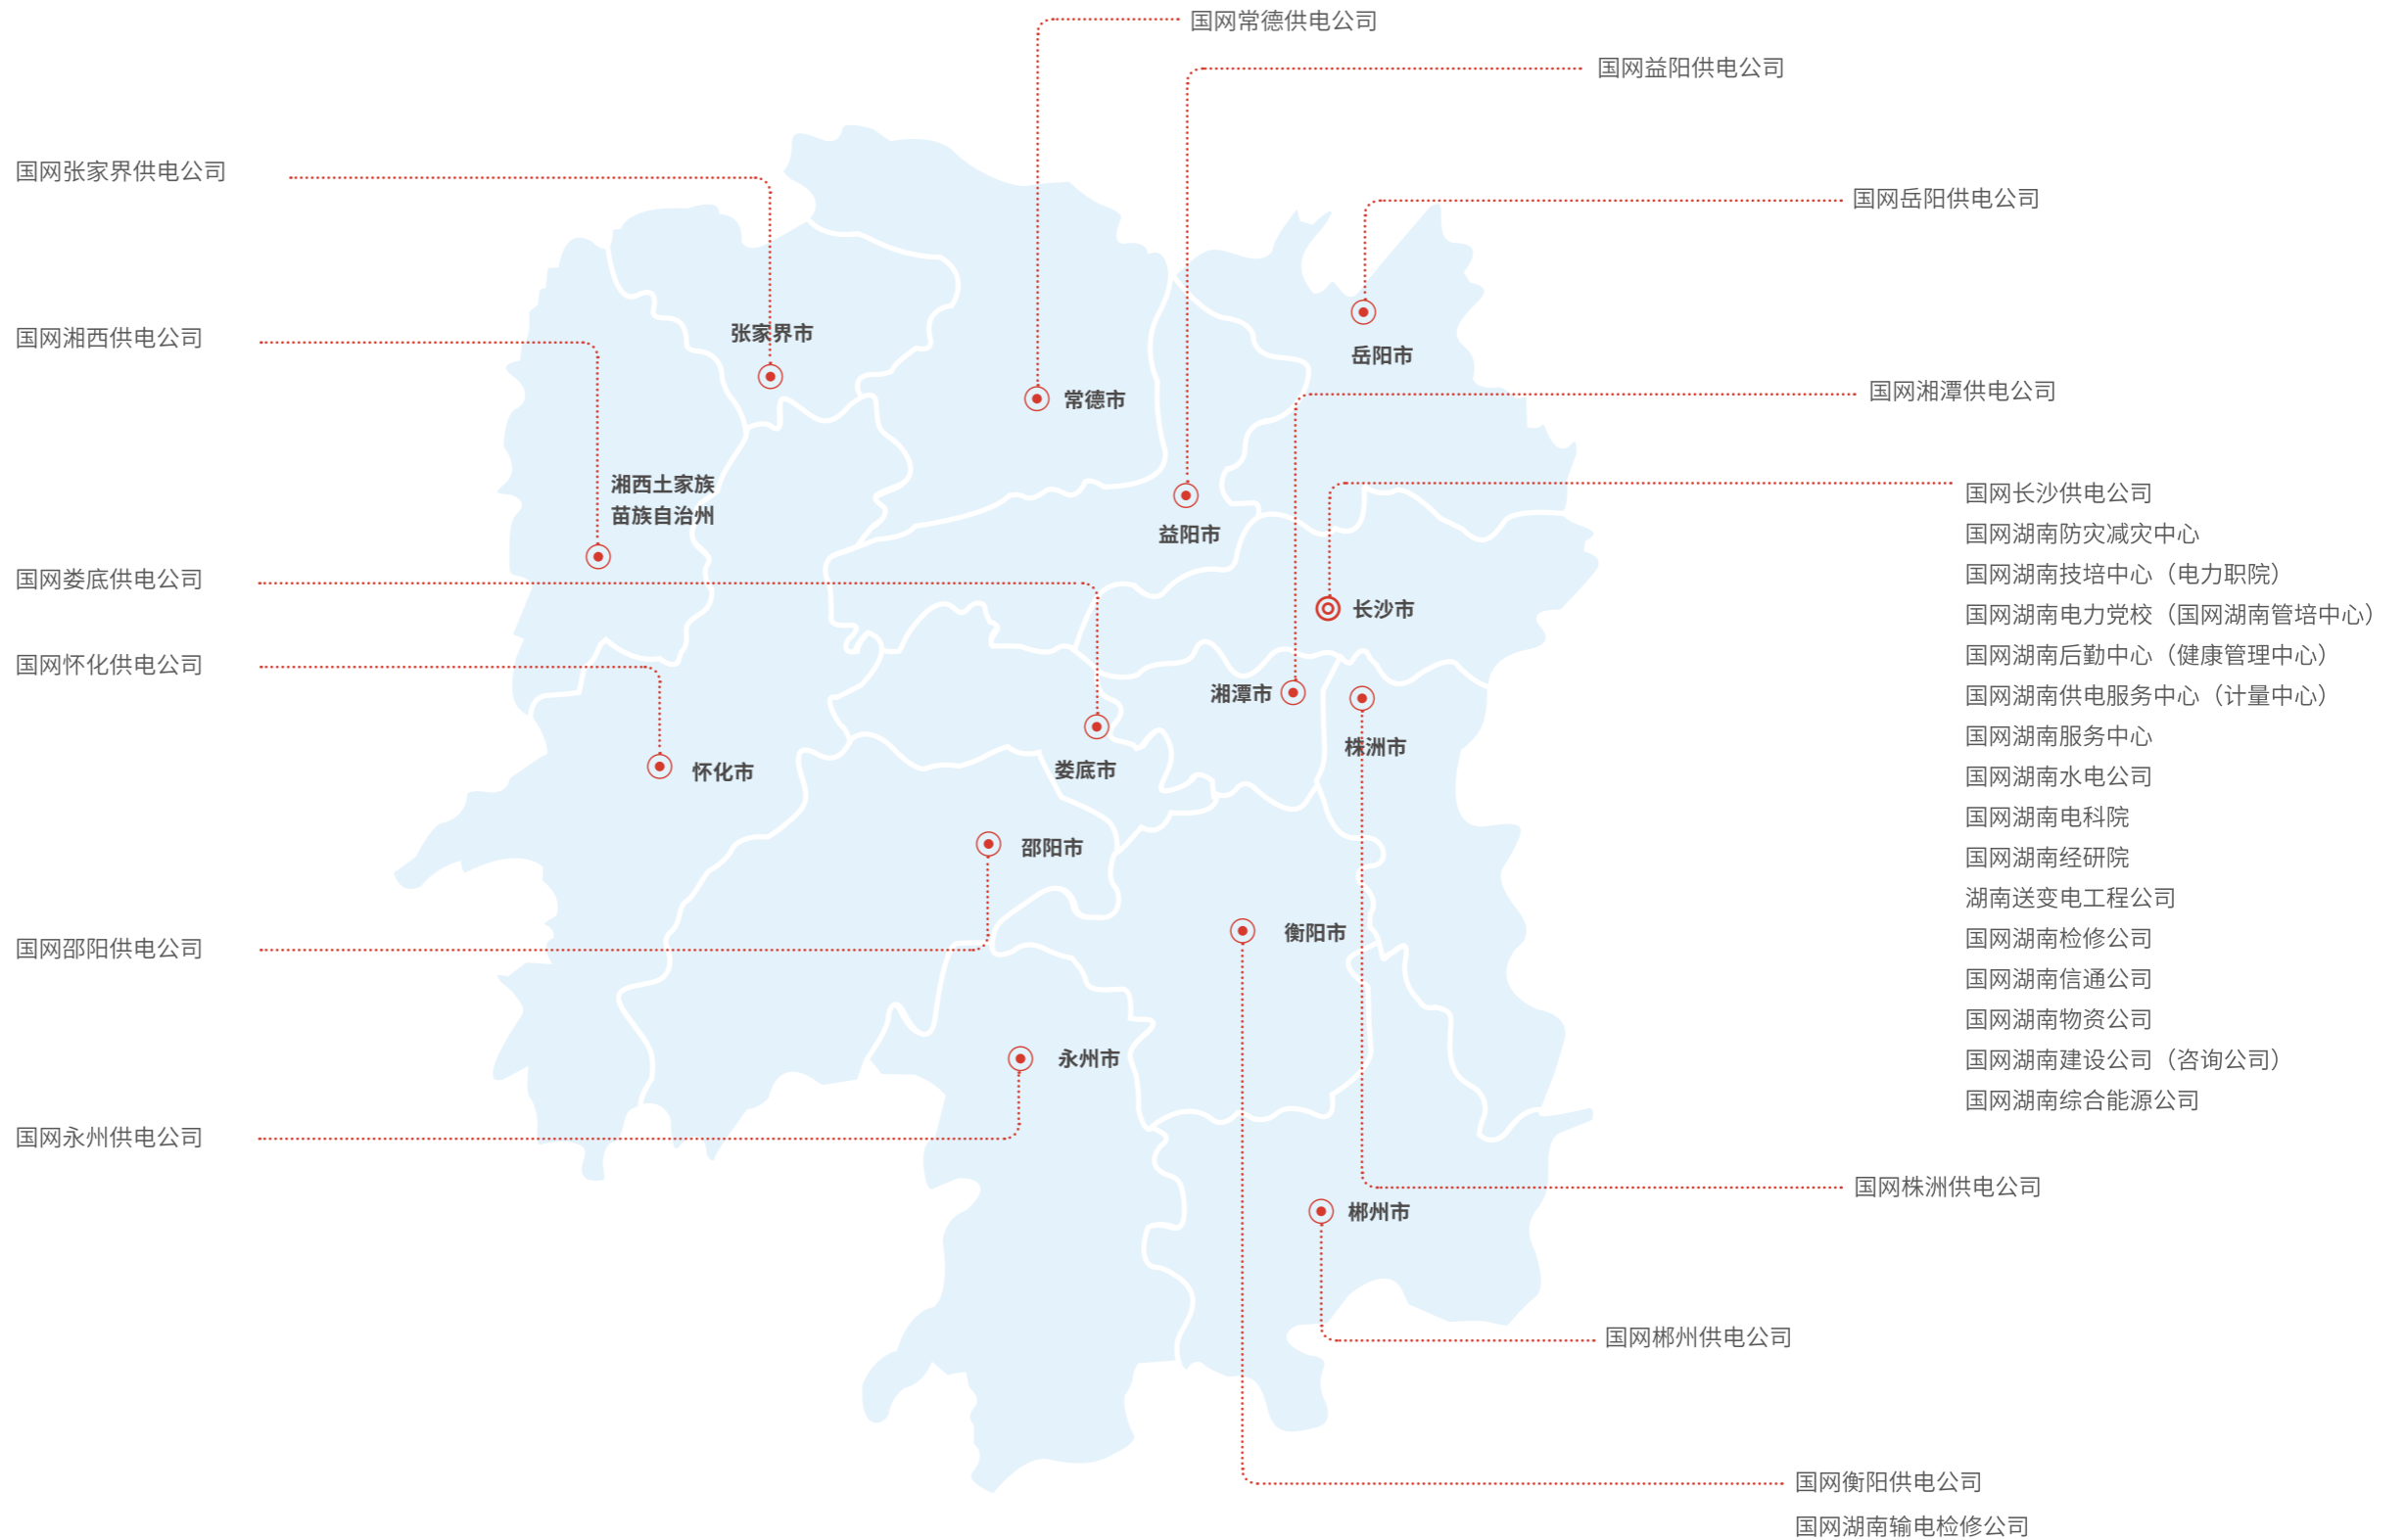 国网常德供电公司
国网益阳供电公司
国网张家界供电公司
国网岳阳供电公司
国网湘西供电公司
张家界市
岳阳市
国网湘潭供电公司
常德市
湘西土家族
苗族自治州
益阳市
国网长沙供电公司
国网湖南防灾减灾中心
国网湖南技培中心（电力职院）
国网湖南电力党校（国网湖南管培中心）
国网湖南后勤中心（健康管理中心）
国网湖南供电服务中心（计量中心）
国网湖南服务中心
国网湖南水电公司
国网湖南电科院
国网湖南经研院
湖南送变电工程公司
国网湖南检修公司
国网湖南信通公司
国网湖南物资公司
国网湖南建设公司（咨询公司）
国网湖南综合能源公司
国网娄底供电公司
长沙市
国网怀化供电公司
湘潭市
株洲市
怀化市
娄底市
邵阳市
衡阳市
国网邵阳供电公司
永州市
国网永州供电公司
国网株洲供电公司
郴州市
国网郴州供电公司
国网衡阳供电公司
国网湖南输电检修公司